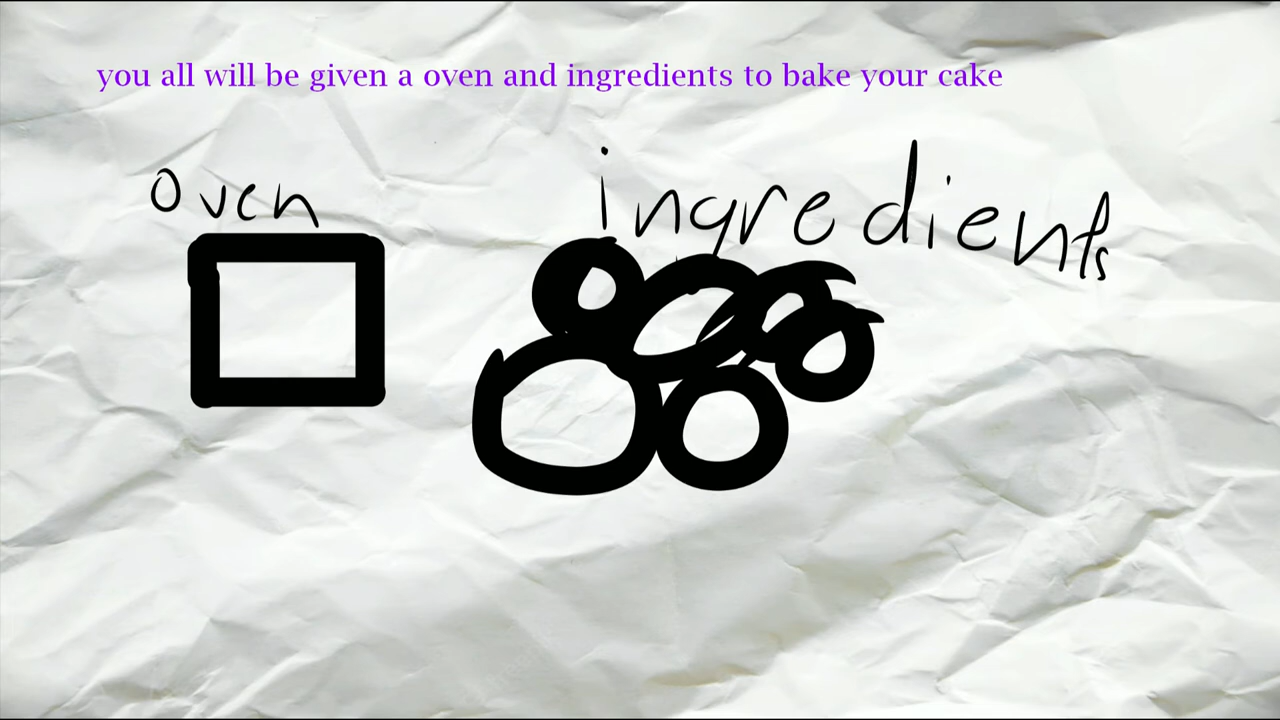 you all will be given a oven and ingredients to bake your cake
oven
ingredients